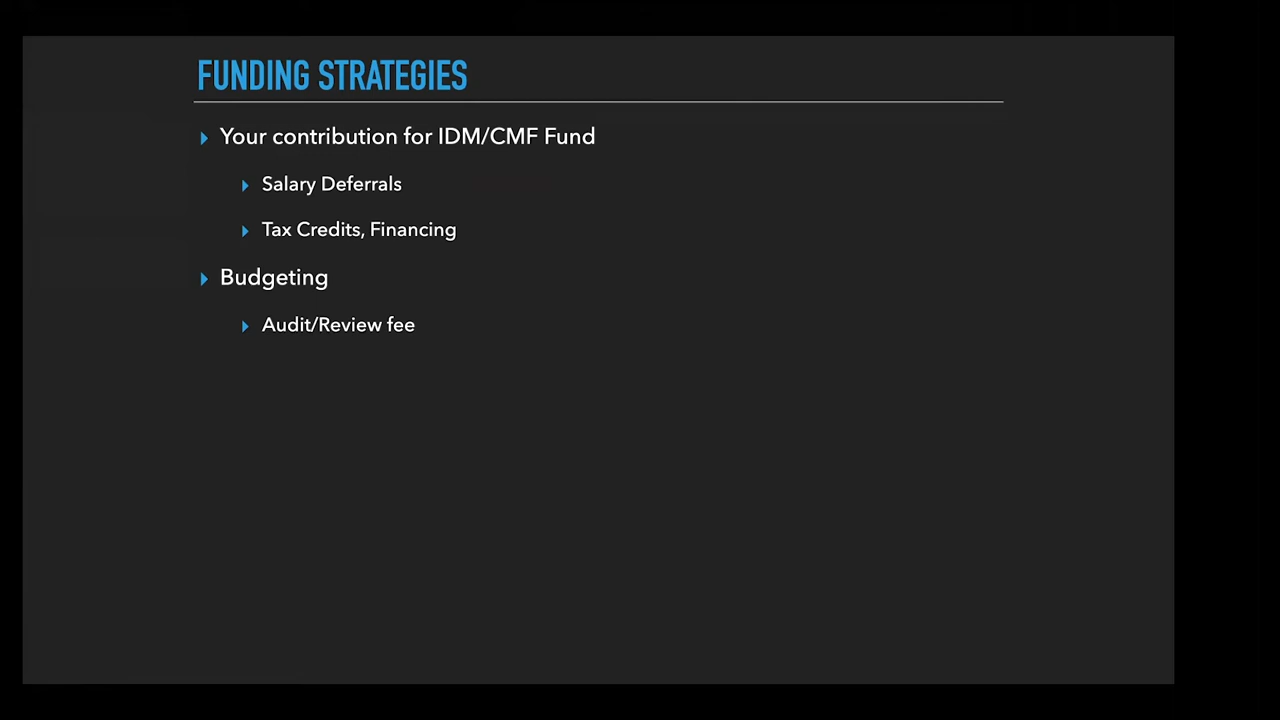 FUNDING STRATEGIES
Your contribution for IDM/CMF Fund
Salary Deferrals
Tax Credits, Financing
Budgeting
Audit/Review fee